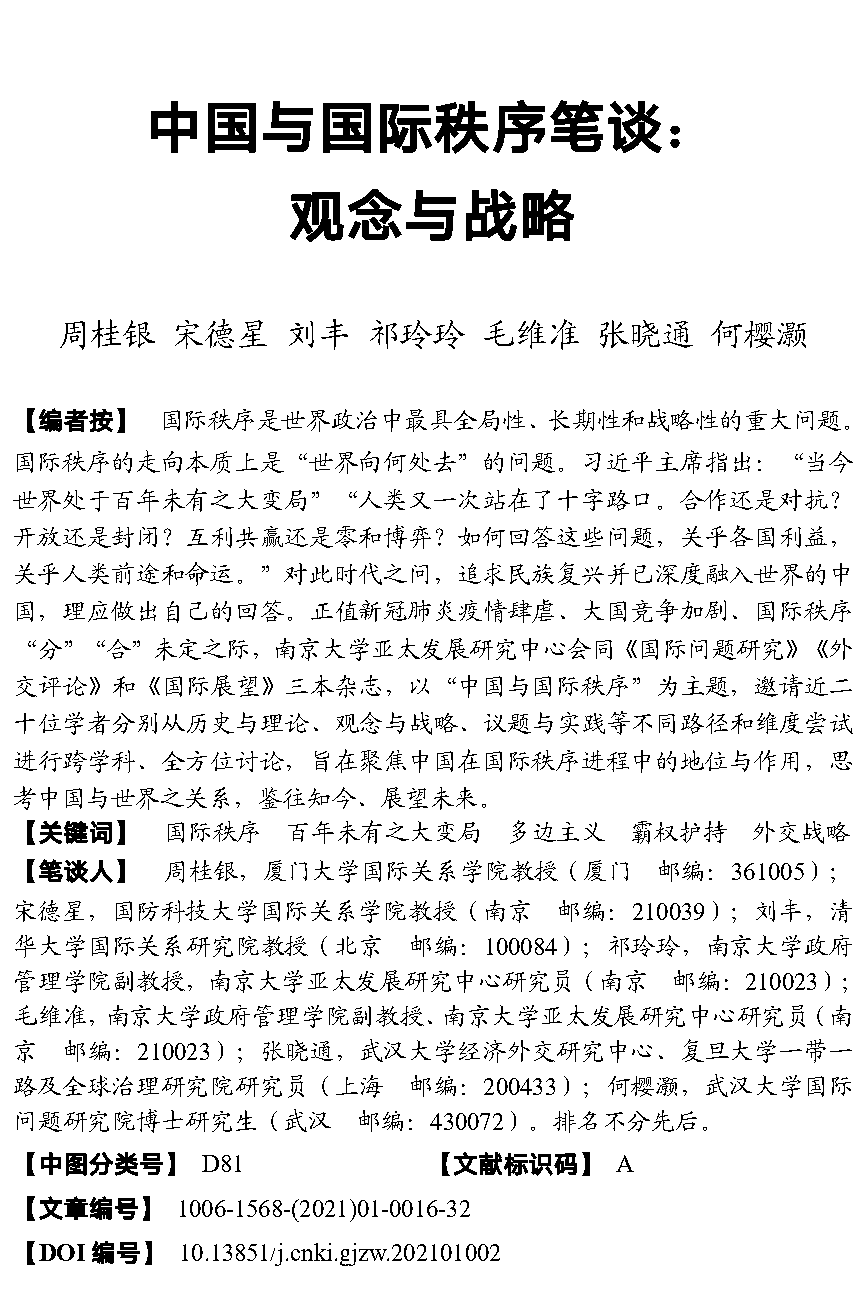 中国与国际秩序笔谈：
观念与战略
周桂银 宋德星 刘丰 祁玲玲 毛维准 张晓通 何樱灏
【编者按】 国际秩序是世界政治中最具全局性、长期性和战略性的重大问题。
国际秩序的走向本质上是“世界向何处去”的问题。习近平主席指出：“当今
世界处于百年未有之大变局”“人类又一次站在了十字路口。合作还是对抗？
开放还是封闭？互利共赢还是零和博弈？如何回答这些问题，关乎各国利益，
关乎人类前途和命运。”对此时代之问，追求民族复兴并已深度融入世界的中
国，理应做出自己的回答。正值新冠肺炎疫情肆虐、大国竞争加剧、国际秩序
“分”“合”未定之际，南京大学亚太发展研究中心会同《国际问题研究》《外
交评论》和《国际展望》三本杂志，以“中国与国际秩序”为主题，邀请近二
十位学者分别从历史与理论、观念与战略、议题与实践等不同路径和维度尝试
进行跨学科、全方位讨论，旨在聚焦中国在国际秩序进程中的地位与作用，思
考中国与世界之关系，鉴往知今、展望未来。
【关键词】 国际秩序 百年未有之大变局 多边主义 霸权护持 外交战略
【笔谈人】 周桂银，厦门大学国际关系学院教授（厦门 邮编：361005）；
宋德星，国防科技大学国际关系学院教授（南京 邮编：210039）；刘丰，清
华大学国际关系研究院教授（北京 邮编：100084）；祁玲玲，南京大学政府
管理学院副教授，南京大学亚太发展研究中心研究员（南京 邮编：210023）；
毛维准，南京大学政府管理学院副教授、南京大学亚太发展研究中心研究员（南
京 邮编：210023）；张晓通，武汉大学经济外交研究中心、复旦大学一带一
路及全球治理研究院研究员（上海 邮编：200433）；何樱灏，武汉大学国际
问题研究院博士研究生（武汉 邮编：430072）。排名不分先后。
【中图分类号】 D81 【文献标识码】 A
【文章编号】 1006-1568-(2021)01-0016-32
【DOI编号】 10.13851/j.cnki.gjzw.202101002